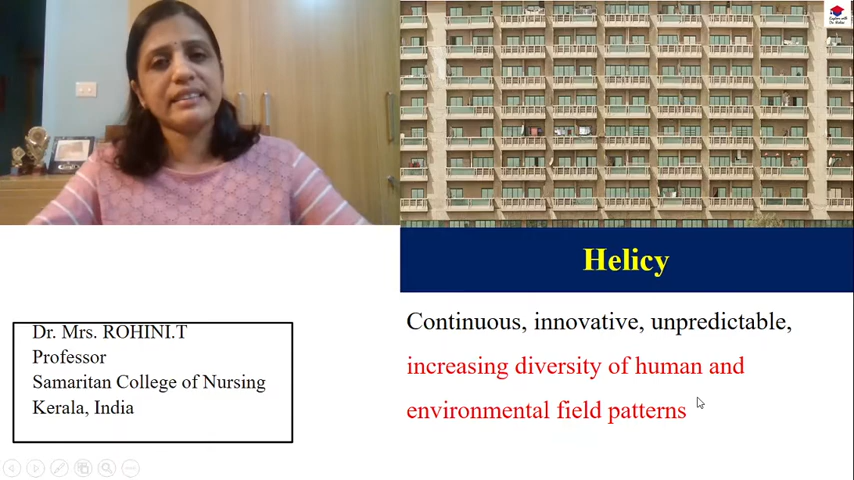 Helicy
Continuous, innovative, unpredictable,
increasing diversity of human and
environmental field patterns
Dr. Mrs. ROHINI.T
Professor
Samaritan College of Nursing
Kerala, India